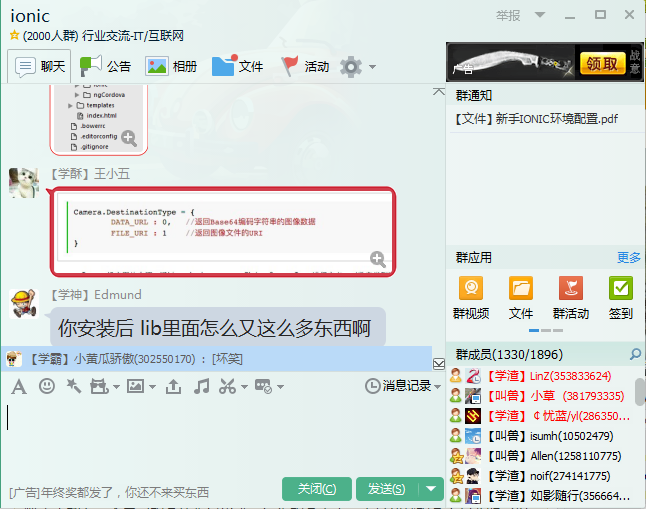 ionic
举报
(2000人群) 行业交流-IT/互联网
聊天
公告
相册
文件
活动
广告
领取
战意
ngCordova
templates
index.html
.bowerrc
.editorconfig
.gitignore
【学酥】王小五
Camera.DestinationType = {
DATA_URL : 0, //返回Base64编码字符串的图像数据
FILE_URI : 1 //返回图像文件的URI
}
【学神】Edmund
你安装后 lib里面怎么又这么多东西啊
【学霸】小黄瓜骄傲(302550170) : [坏笑]
消息记录
[广告]年终奖都发了，你还不来买东西
关闭(C)
发送(S)
群通知
【文件】新手IONIC环境配置.pdf
群应用
更多
群视频
文件
群活动
签到
群成员(1330/1896)
【学渣】LinZ(353833624)
【叫兽】小草 (381793335)
【学渣】￠忧蓝/yl(286350...
【叫兽】isumh(10502479)
【叫兽】Allen(1258110775)
【学渣】noif(274141775)
【学渣】如影随行(356664...